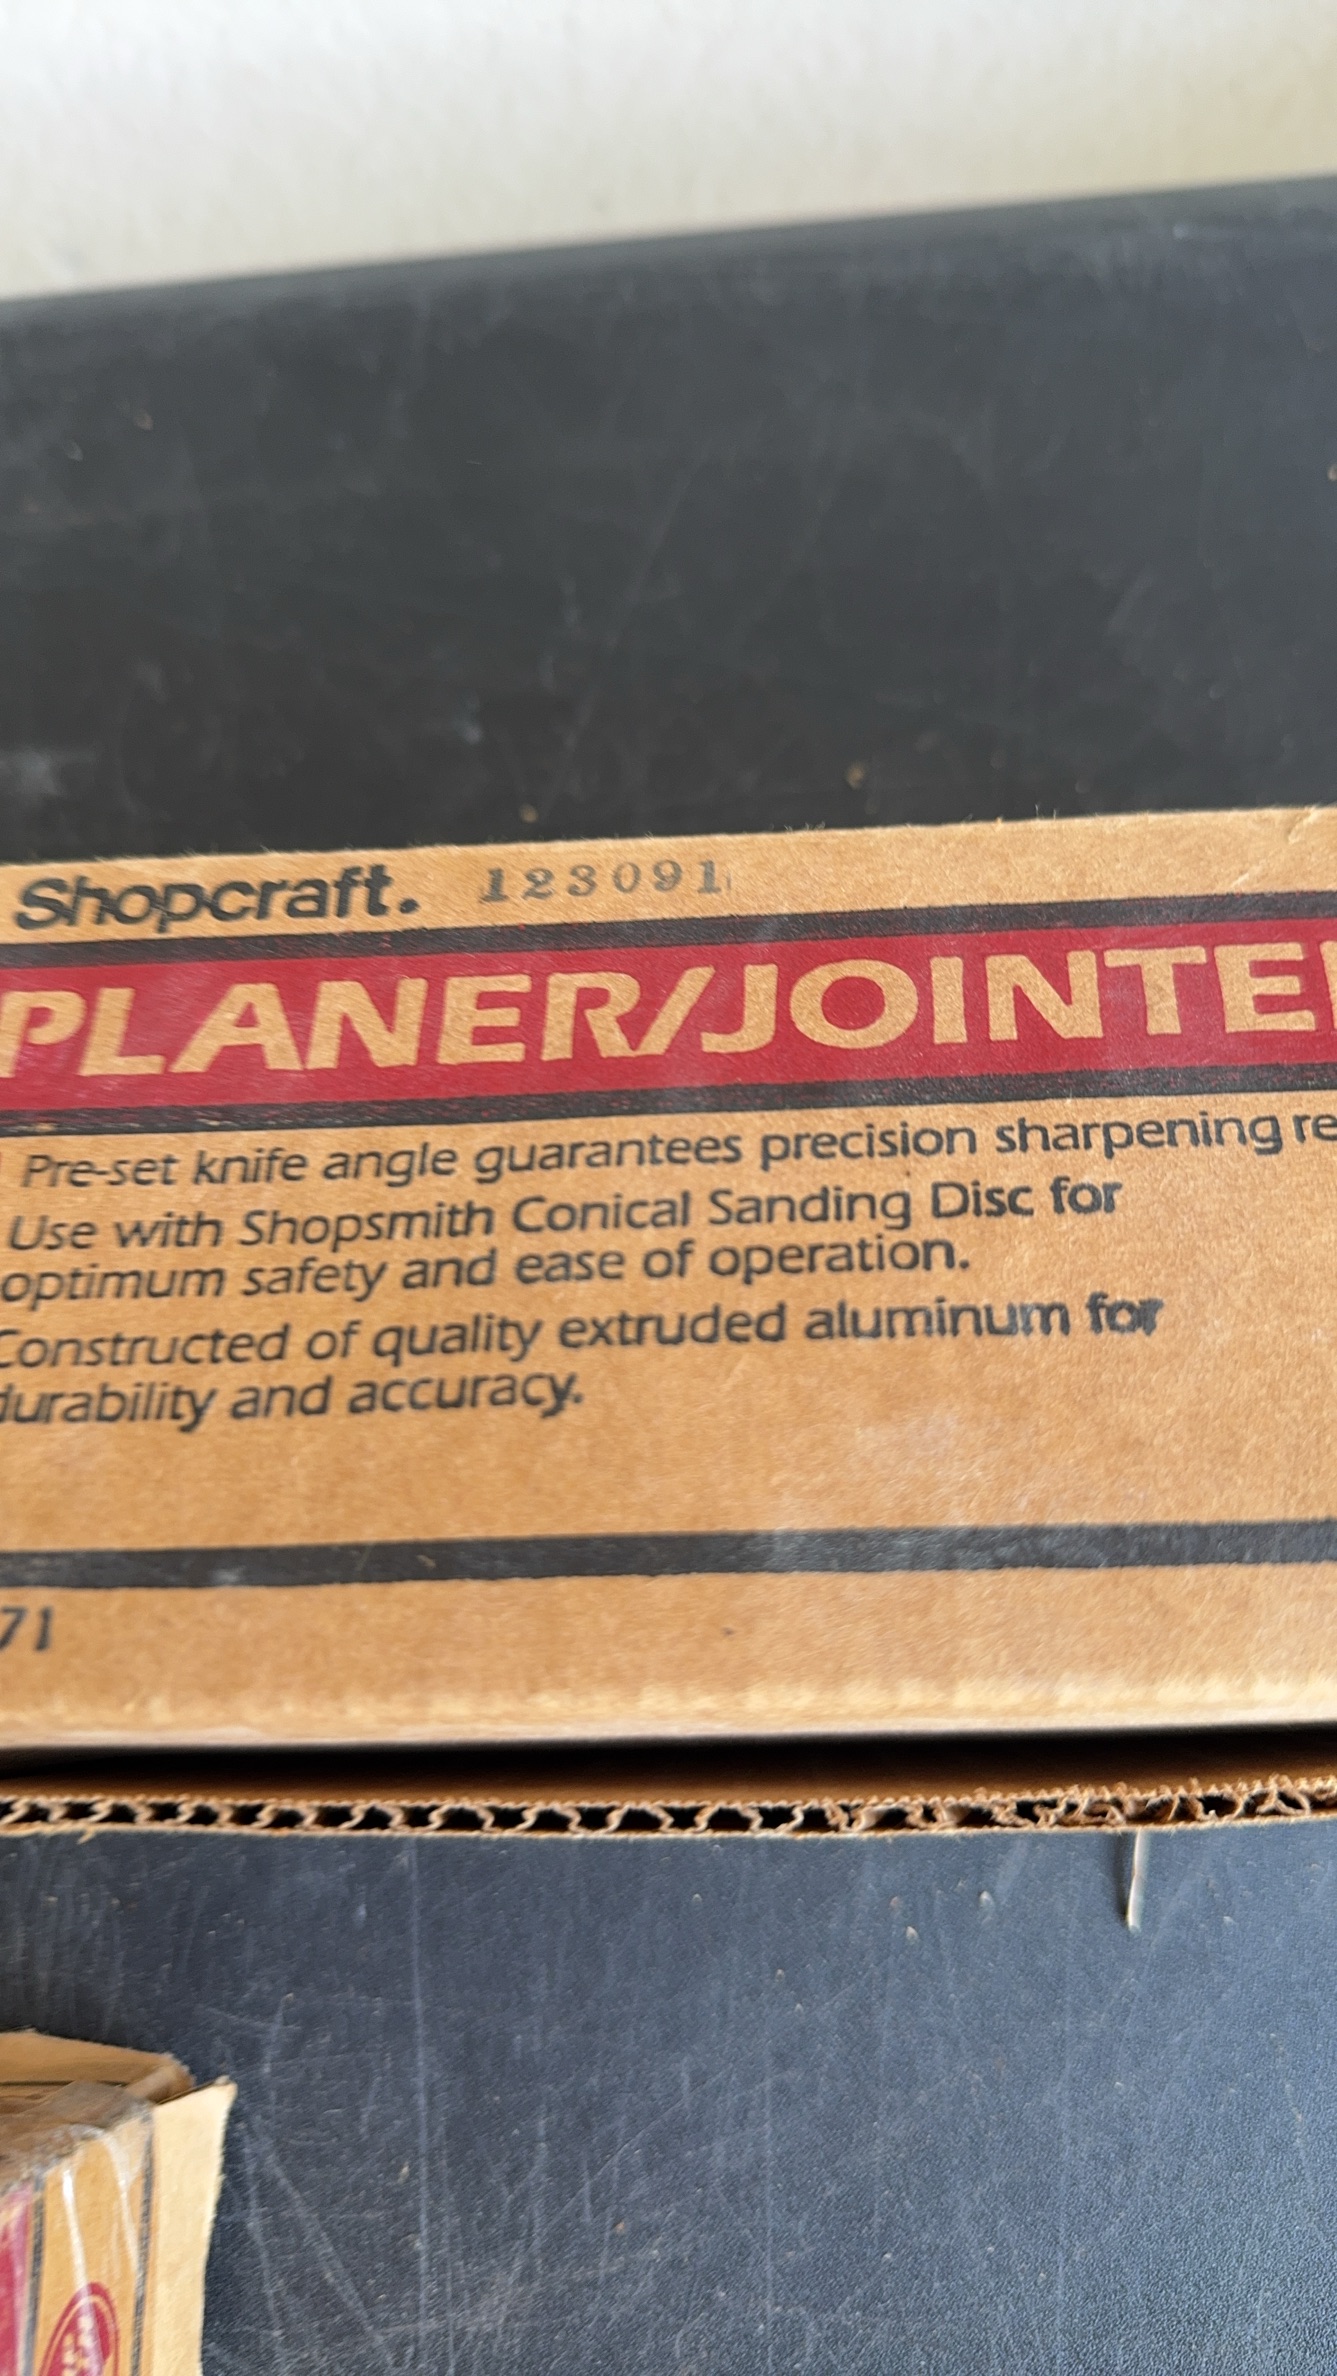 Shopcraft. 123091
PLANER/JOINTE
Pre-set knife angle guarantees precision sharpening re
Use with Shopsmith Conical Sanding Disc for
optimum safety and ease of operation.
Constructed of quality extruded aluminum for
durability and accuracy.
71